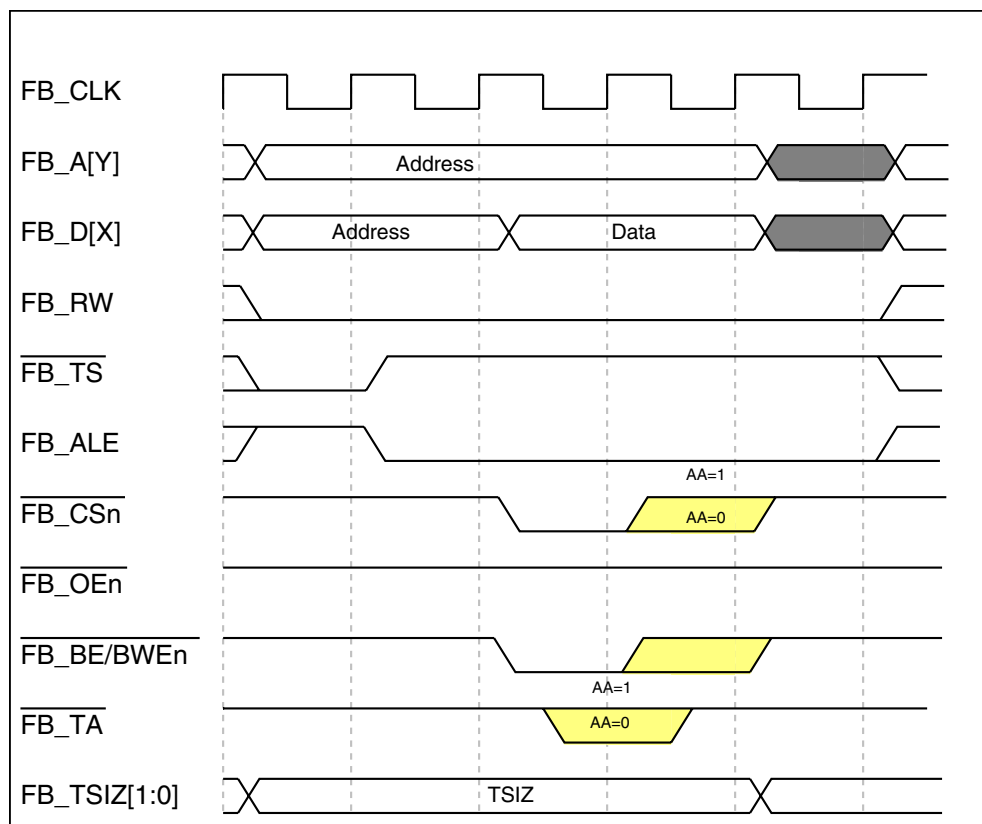 FB_CLK
FB_A[Y]
Address
FB_D[X]
Address
Data
FB_RW
FB_TS
FB_ALE
AA=1
FB_CSn
AA=0
FB_OEn
FB_BE/BWEn
AA=1
FB_TA
AA=0
FB_TSIZ[1:0]
TSIZ